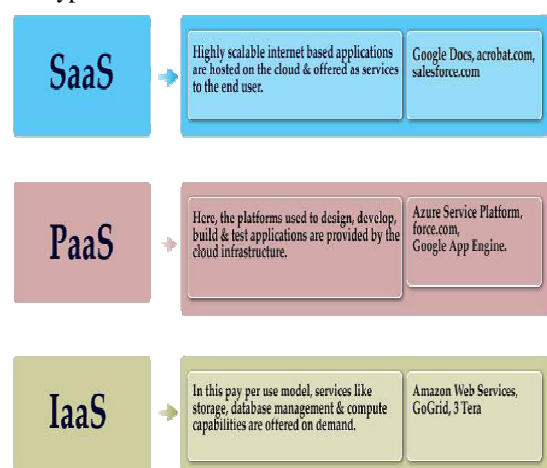 SaaS
Highly scalable internet based applications
are hosted on the cloud & offered as services
to the end user.
Google Docs, acrobat.com,
salesforce.com
PaaS
Here, the platforms used to design, develop,
build & test applications are provided by the
cloud infrastructure.
Azure Service Platform,
force.com,
Google App Engine.
IaaS
In this pay per use model, services like
storage, database management & compute
capabilities are offered on demand.
Amazon Web Services,
GoGrid, 3 Tera